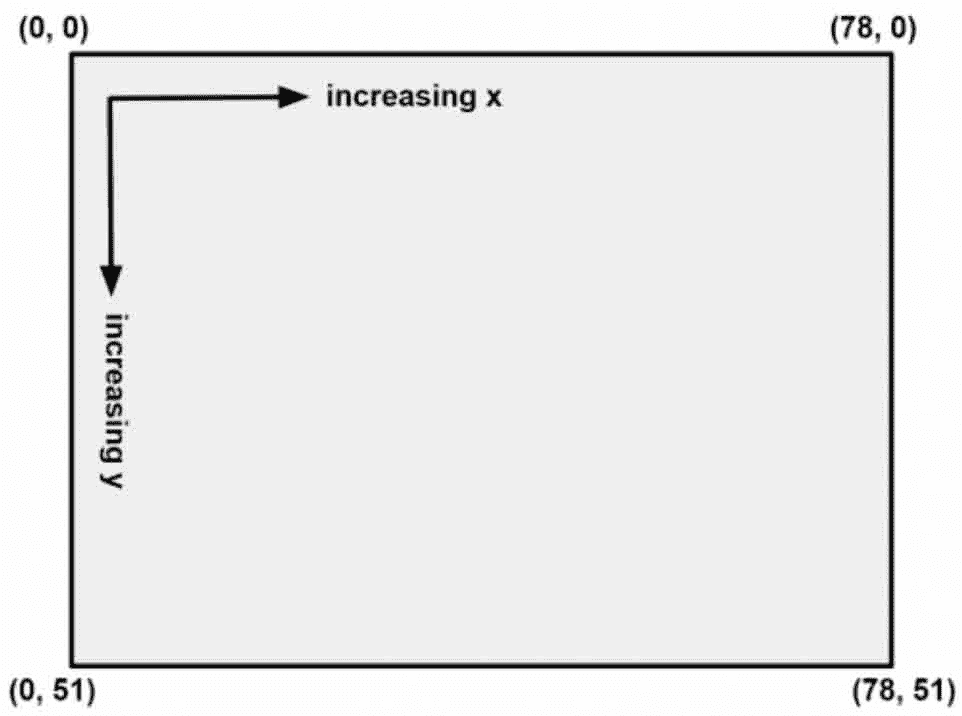 (0, 0)
(78, 0)
increasing x
increasing y
(0, 51)
(78, 51)